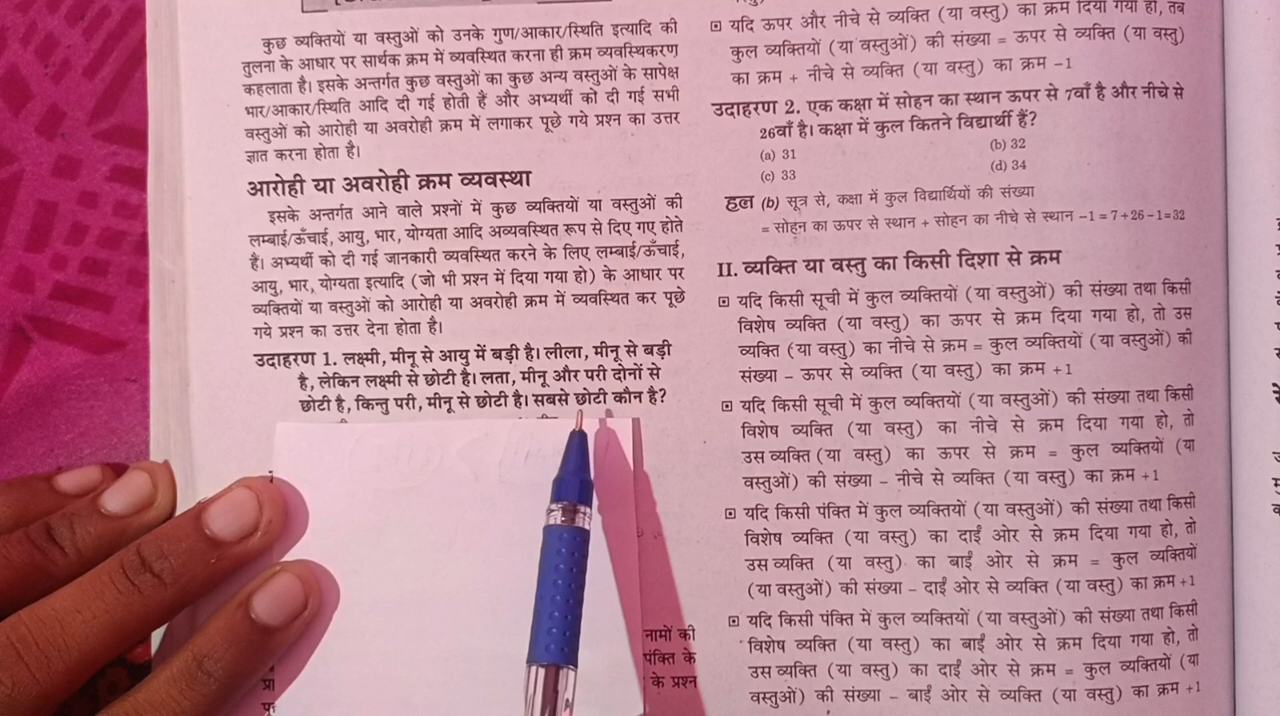 कुछ व्यक्तियों या वस्तुओं को उनके गुण/आकार/स्थिति इत्यादि की
तुलना के आधार पर सार्थक क्रम में व्यवस्थित करना ही क्रम व्यवस्थिकरण
कहलाता है। इसके अन्तर्गत कुछ वस्तुओं का कुछ अन्य वस्तुओं के सापेक्ष
भार/आकार/स्थिति आदि दी गई होती हैं और अभ्यर्थी को दी गई सभी
वस्तुओं को आरोही या अवरोही क्रम में लगाकर पूछे गये प्रश्न का उत्तर
ज्ञात करना होता है।
आरोही या अवरोही क्रम व्यवस्था
इसके अन्तर्गत आने वाले प्रश्नों में कुछ व्यक्तियों या वस्तुओं की
लम्बाई/ऊँचाई, आयु, भार, योग्यता आदि अव्यवस्थित रूप से दिए गए होते
हैं। अभ्यर्थी को दी गई जानकारी व्यवस्थित करने के लिए लम्बाई/ऊँचाई,
आयु, भार, योग्यता इत्यादि (जो भी प्रश्न में दिया गया हो) के आधार पर
व्यक्तियों या वस्तुओं को आरोही या अवरोही क्रम में व्यवस्थित कर पूछे
गये प्रश्न का उत्तर देना होता है।
उदाहरण 1. लक्ष्मी, मीनू से आयु में बड़ी है। लीला, मीनू से बड़ी
है, लेकिन लक्ष्मी से छोटी है। लता, मीनू और परी दोनों से
छोटी है, किन्तु परी, मीनू से छोटी है। सबसे छोटी कौन है?
नामों की
पंक्ति के
के प्रश्न
यदि ऊपर और नीचे से व्यक्ति (या वस्तु) का क्रम दिया गया हो, तब
कुल व्यक्तियों (या वस्तुओं) की संख्या = ऊपर से व्यक्ति (या वस्तु)
का क्रम + नीचे से व्यक्ति (या वस्तु) का क्रम -1
उदाहरण 2. एक कक्षा में सोहन का स्थान ऊपर से 7वाँ है और नीचे से
26वाँ है। कक्षा में कुल कितने विद्यार्थी हैं?
(a) 31 (b) 32
(c) 33 (d) 34
हल (b) सूत्र से, कक्षा में कुल विद्यार्थियों की संख्या
= सोहन का ऊपर से स्थान + सोहन का नीचे से स्थान -1 = 7+26-1=32
II. व्यक्ति या वस्तु का किसी दिशा से क्रम
यदि किसी सूची में कुल व्यक्तियों (या वस्तुओं) की संख्या तथा किसी
विशेष व्यक्ति (या वस्तु) का ऊपर से क्रम दिया गया हो, तो उस
व्यक्ति (या वस्तु) का नीचे से क्रम = कुल व्यक्तियों (या वस्तुओं) की
संख्या - ऊपर से व्यक्ति (या वस्तु) का क्रम +1
यदि किसी सूची में कुल व्यक्तियों (या वस्तुओं) की संख्या तथा किसी
विशेष व्यक्ति (या वस्तु) का नीचे से क्रम दिया गया हो, तो
उस व्यक्ति (या वस्तु) का ऊपर से क्रम = कुल व्यक्तियों (या
वस्तुओं) की संख्या - नीचे से व्यक्ति (या वस्तु) का क्रम +1
यदि किसी पंक्ति में कुल व्यक्तियों (या वस्तुओं) की संख्या तथा किसी
विशेष व्यक्ति (या वस्तु) का दाईं ओर से क्रम दिया गया हो, तो
उस व्यक्ति (या वस्तु) का बाईं ओर से क्रम = कुल व्यक्तियों
(या वस्तुओं) की संख्या - दाईं ओर से व्यक्ति (या वस्तु) का क्रम +1
यदि किसी पंक्ति में कुल व्यक्तियों (या वस्तुओं) की संख्या तथा किसी
विशेष व्यक्ति (या वस्तु) का बाईं ओर से क्रम दिया गया हो, तो
उस व्यक्ति (या वस्तु) का दाईं ओर से क्रम = कुल व्यक्तियों (या
वस्तुओं) की संख्या - बाईं ओर से व्यक्ति (या वस्तु) का क्रम +1